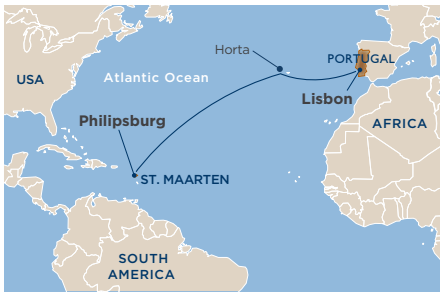 Horta
PORTUGAL
USA
Atlantic Ocean
Lisbon
Philipsburg
AFRICA
ST. MAARTEN
SOUTH
AMERICA